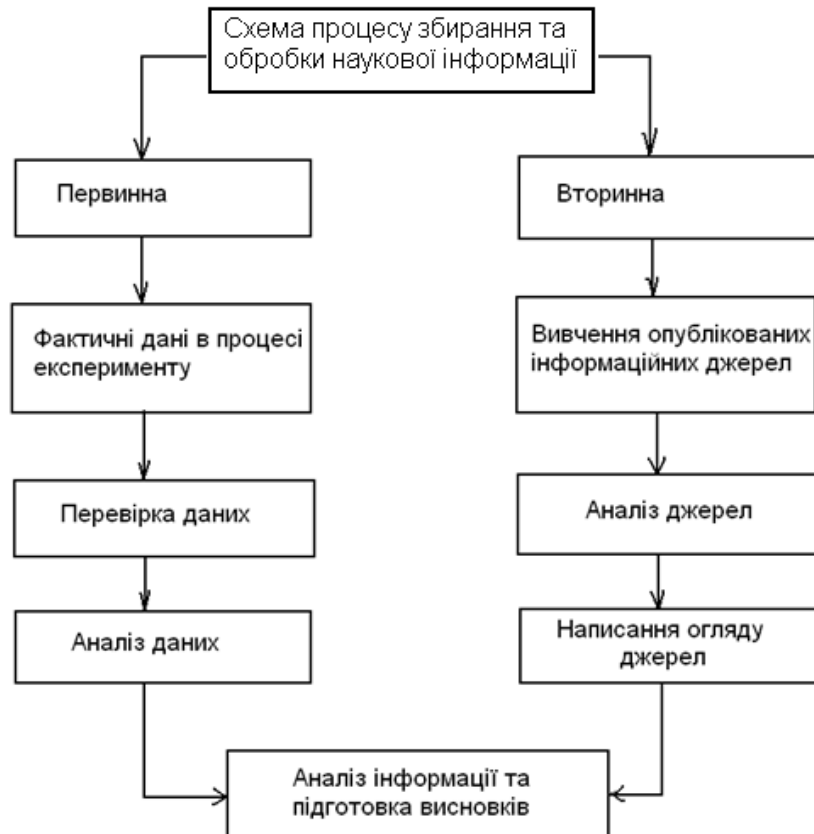 Схема процесу збирання та
обробки наукової інформації
Первинна
Вторинна
Фактичні дані в процесі
експерименту
Вивчення опублікованих
інформаційних джерел
Перевірка даних
Аналіз джерел
Аналіз даних
Написання огляду
джерел
Аналіз інформації та
підготовка висновків